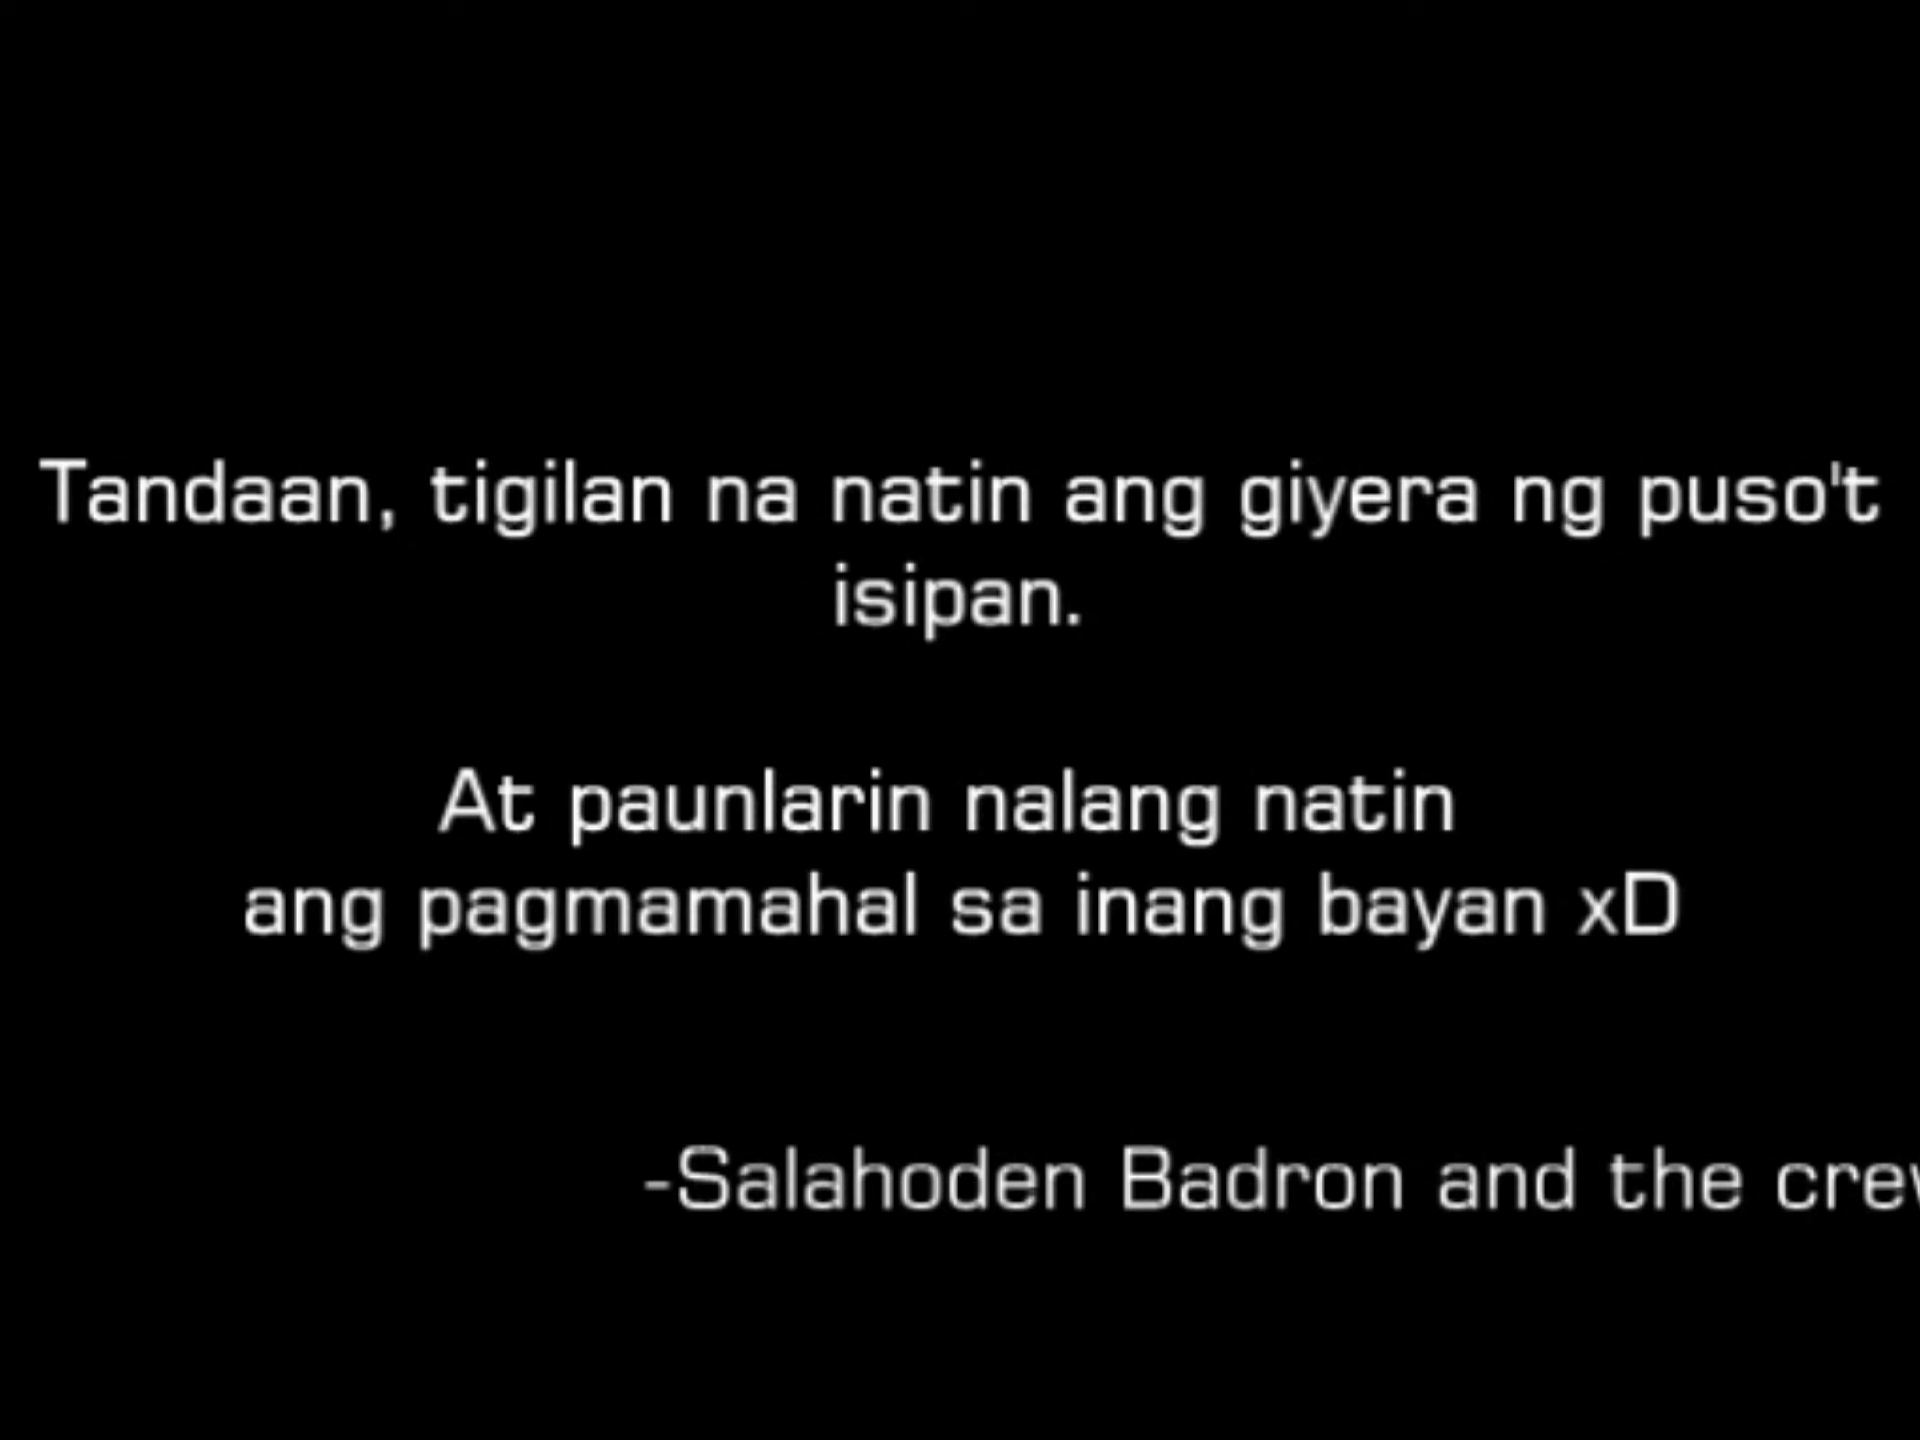 Tandaan, tigilan na natin ang giyera ng puso't
isipan.
At paunlarin nalang natin
ang pagmamahal sa inang bayan xD
-Salahoden Badron and the